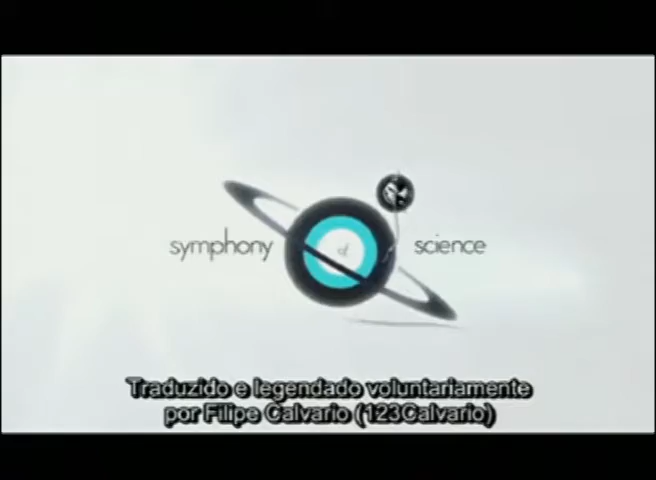 symphony of science
Traduzido e legendado voluntariamente
por Filipe Calvario (123Calvario)